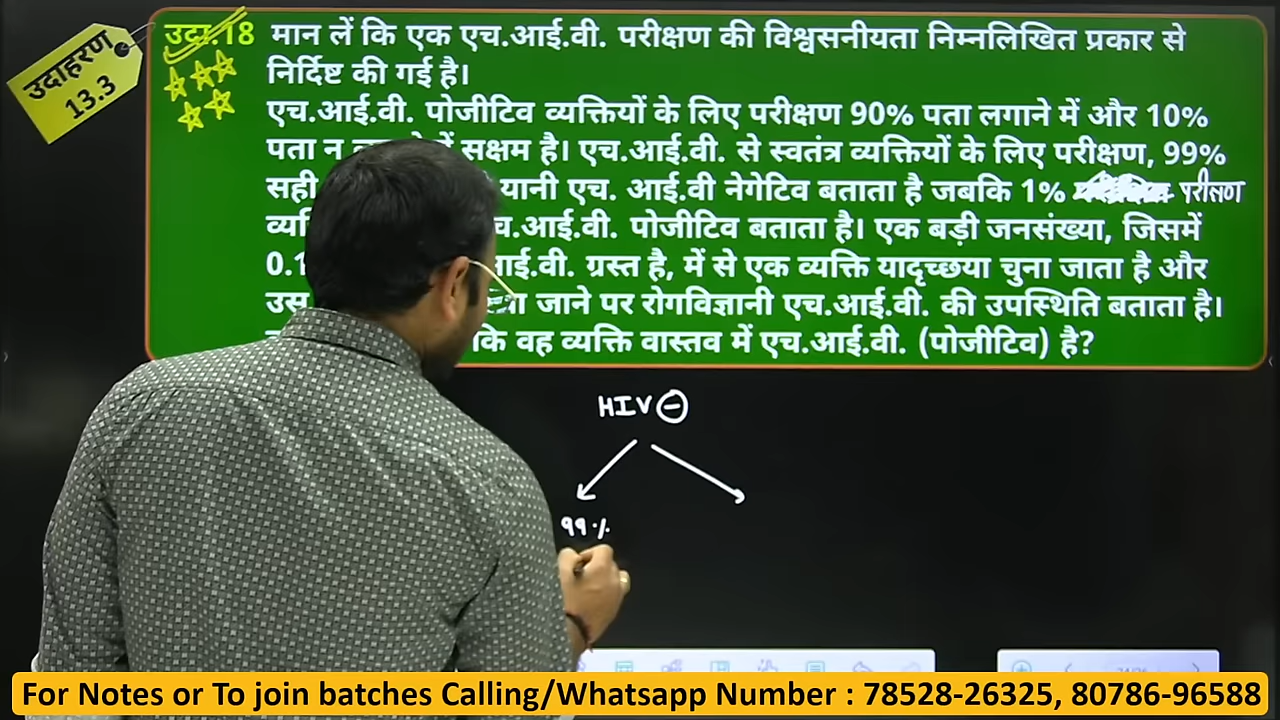 उदाहरण
13.3
उदा.18 मान लें कि एक एच.आई.वी. परीक्षण की विश्वसनीयता निम्नलिखित प्रकार से
निर्दिष्ट की गई है।
एच.आई.वी. पोजीटिव व्यक्तियों के लिए परीक्षण 90% पता लगाने में और 10%
पता न सक्षम है। एच.आई.वी. से स्वतंत्र व्यक्तियों के लिए परीक्षण, 99%
सही यानी एच. आई.वी नेगेटिव बताता है जबकि 1% परीक्षण
एच.आई.वी. पोजीटिव बताता है। एक बड़ी जनसंख्या, जिसमें
ग्रस्त है, में से एक व्यक्ति यादृच्छया चुना जाता है और
उस जाने पर रोगविज्ञानी एच.आई.वी. की उपस्थिति बताता है।
कि वह व्यक्ति वास्तव में एच.आई.वी. (पोजीटिव) है?
HIV ⊖
99%
For Notes or To join batches Calling/Whatsapp Number : 78528-26325, 80786-96588